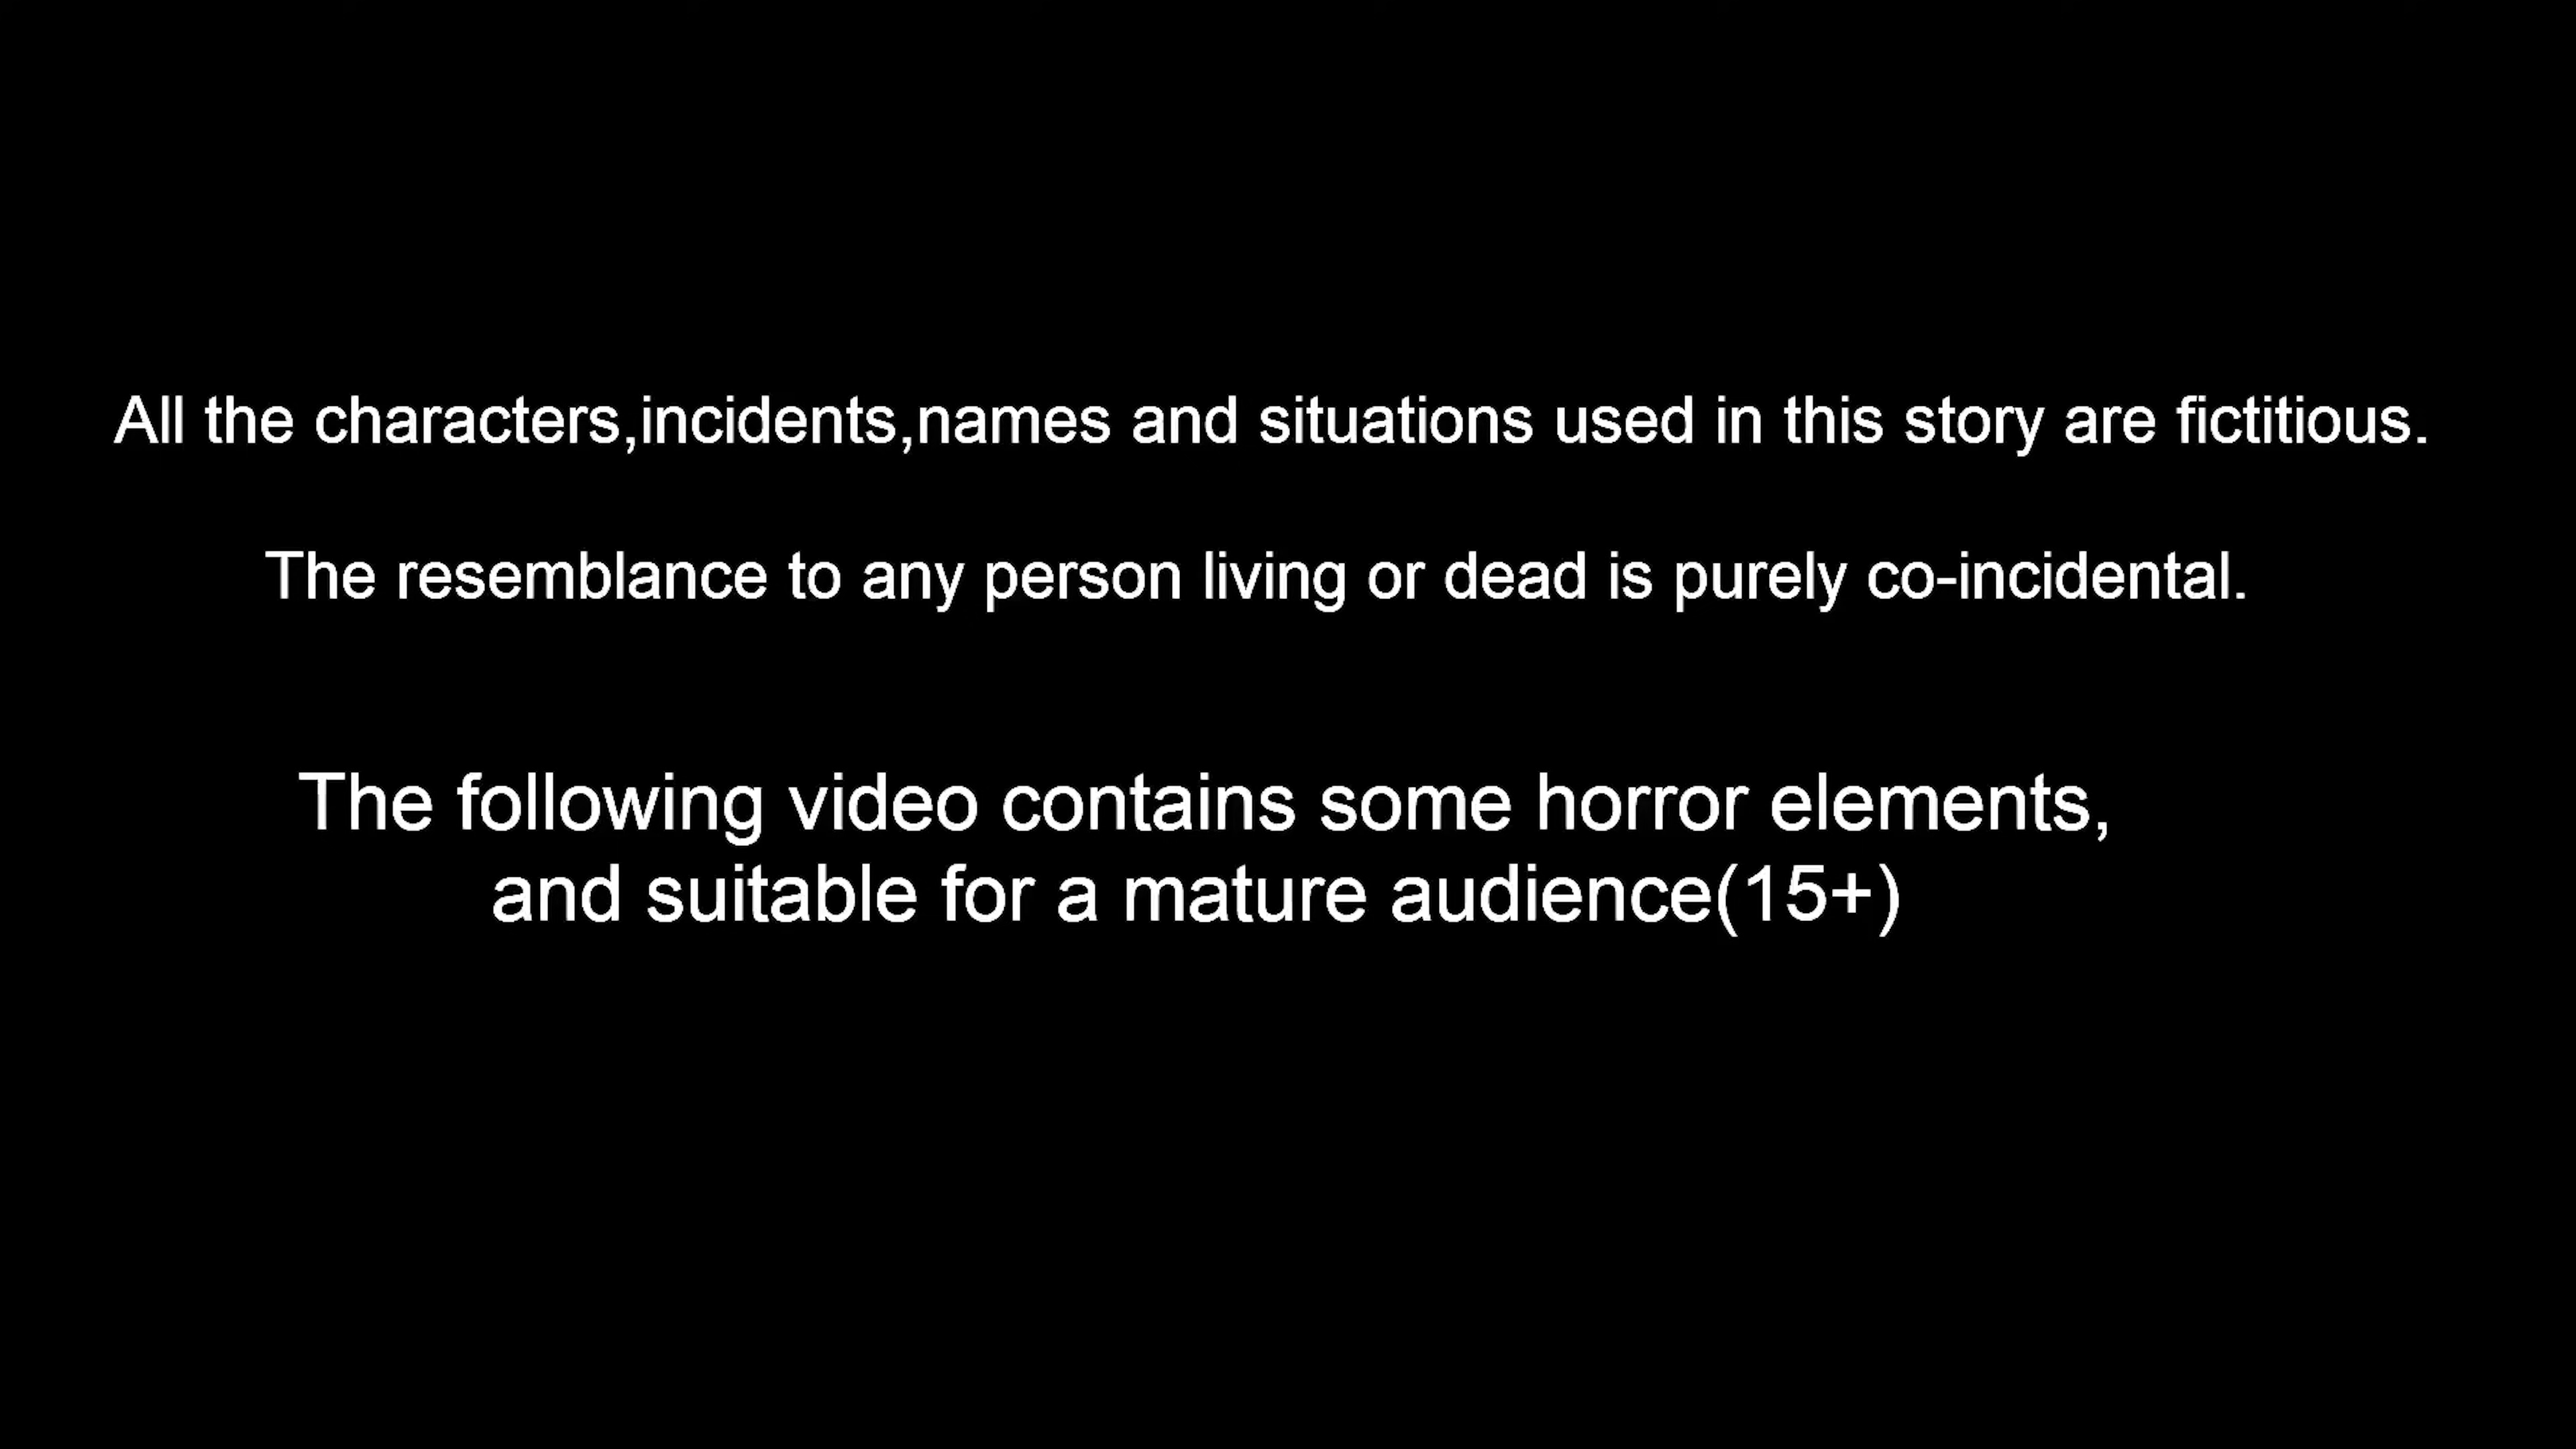 All the characters,incidents,names and situations used in this story are fictitious.
The resemblance to any person living or dead is purely co-incidental.
The following video contains some horror elements,
and suitable for a mature audience(15+)